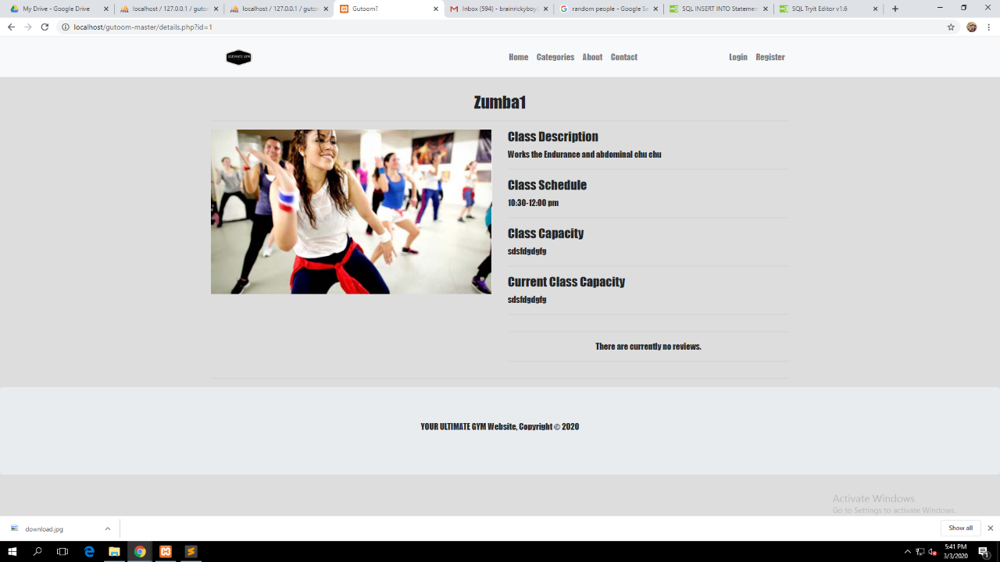 My Drive - Google Drive
localhost / 127.0.0.1 / gutoo
localhost / 127.0.0.1 / gutoo
Gutoom?
Inbox (594) - brainrickyboy
random people - Google Se
SQL INSERT INTO Statemen
SQL Tryit Editor v1.6
localhost/gutoom-master/details.php?id=1
ULTIMATE GYM
Home Categories About Contact Login Register
Zumba1
Class Description
Works the Endurance and abdominal chu chu
Class Schedule
10:30-12:00 pm
Class Capacity
sdsfdgdgfg
Current Class Capacity
sdsfdgdgfg
There are currently no reviews.
YOUR ULTIMATE GYM Website, Copyright © 2020
Activate Windows
Go to Settings to activate Windows.
download.jpg
Show all
5:41 PM
3/3/2020
1